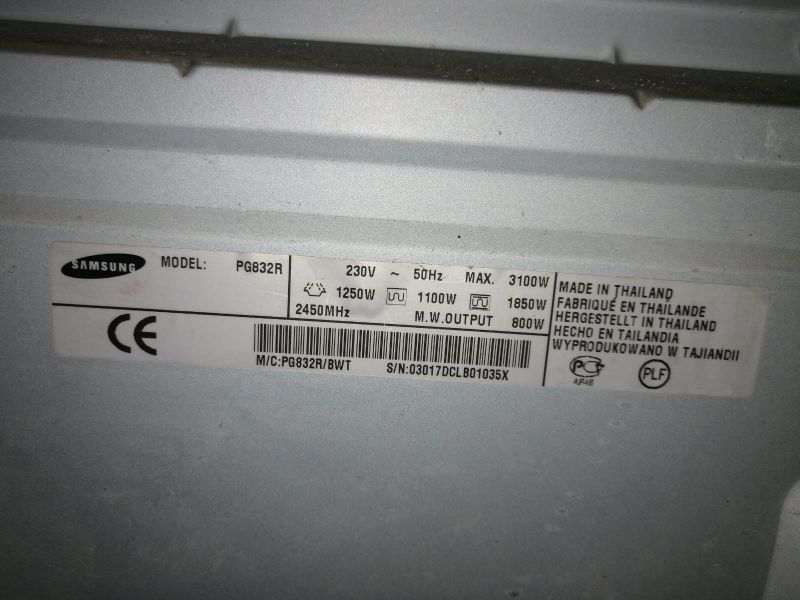 SAMSUNG MODEL: PG832R
230V ~ 50Hz MAX. 3100W
1250W 1100W 1850W
2450MHz M.W.OUTPUT 800W
CE
M/C:PG832R/BWT S/N:03017DCLB01035X
MADE IN THAILAND
FABRIQUÉ EN THAILANDE
HERGESTELLT IN THAILAND
HECHO EN TAILANDIA
WYPRODUKOWANO W TAJIANDII
PLF